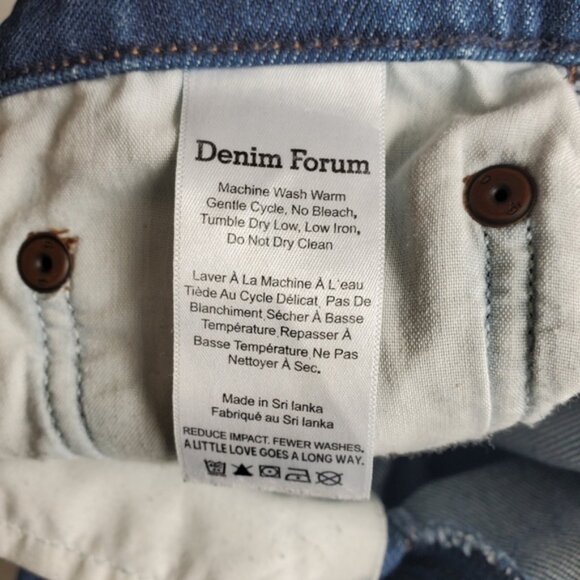 Denim Forum
Machine Wash Warm
Gentle Cycle, No Bleach,
Tumble Dry Low, Low Iron,
Do Not Dry Clean
Laver À La Machine À L'eau
Tiède Au Cycle Délicat, Pas De
Blanchiment,Sécher À Basse
Température,Repasser À
Basse Température,Ne Pas
Nettoyer À Sec.
Made in Sri lanka
Fabriqué au Sri lanka
REDUCE IMPACT. FEWER WASHES.
A LITTLE LOVE GOES A LONG WAY.